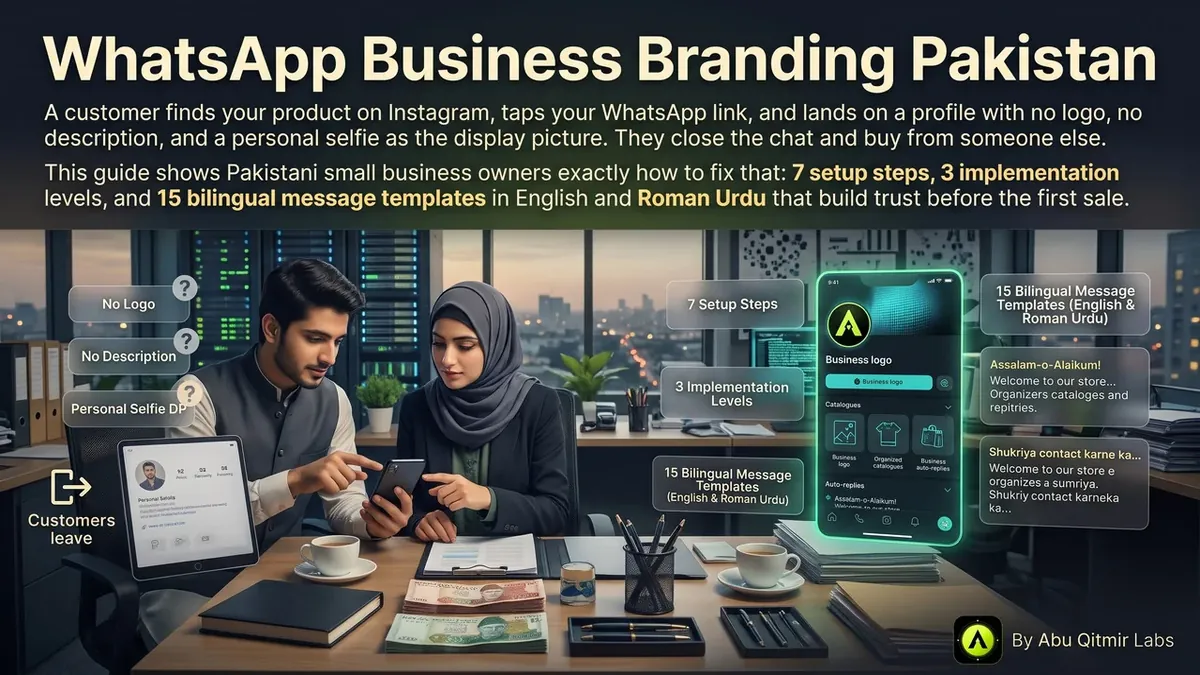 WhatsApp Business Branding Pakistan
A customer finds your product on Instagram, taps your WhatsApp link, and lands on a profile with no logo, no
description, and a personal selfie as the display picture. They close the chat and buy from someone else.
This guide shows Pakistani small business owners exactly how to fix that: 7 setup steps, 3 implementation
levels, and 15 bilingual message templates in English and Roman Urdu that build trust before the first sale.
No Logo
?
No Description
?
Personal Selfie DP
?
Personal Selfila
Customers
leave
7 Setup Steps
3 Implementation
Levels
15 Bilingual Message
Templates
(English & Roman Urdu)
9:41
Business logo
Business logo
Catalogues
Business
logo
Organized
catalogues
Business
auto-replies
Auto-replies
Assalam-o-Alaikum!
Welcome to our store
15 Bilingual Message
Templates (English &
Roman Urdu)
Assalam-o-Alaikum!
Welcome to our store...
Organizers cataloges and
repitries.
Shukriya contact karne ka...
Welcome to our store e
organizes a sumriya.
Shukriy contact karneka
ka...
By Abu Qitmir Labs